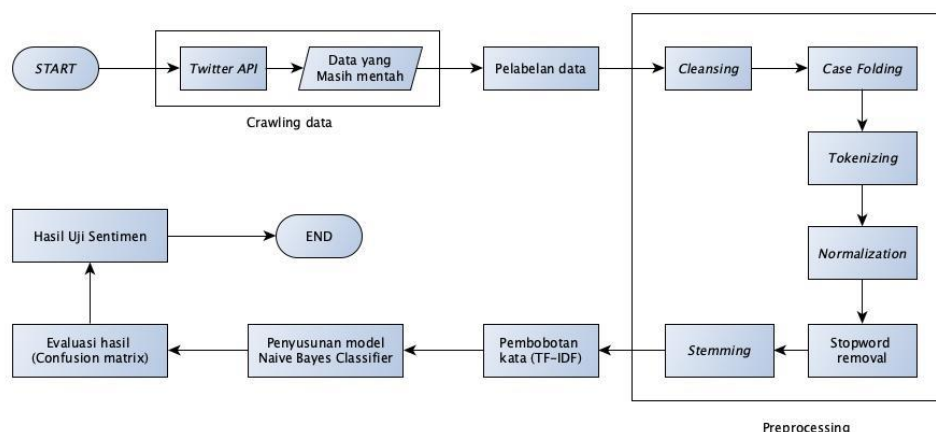 START
Twitter API
Data yang
Masih mentah
Crawling data
Pelabelan data
Cleansing
Case Folding
Tokenizing
Normalization
Stopword
removal
Stemming
Preprocessing
Pembobotan
kata (TF-IDF)
Penyusunan model
Naive Bayes Classifier
Evaluasi hasil
(Confusion matrix)
Hasil Uji Sentimen
END